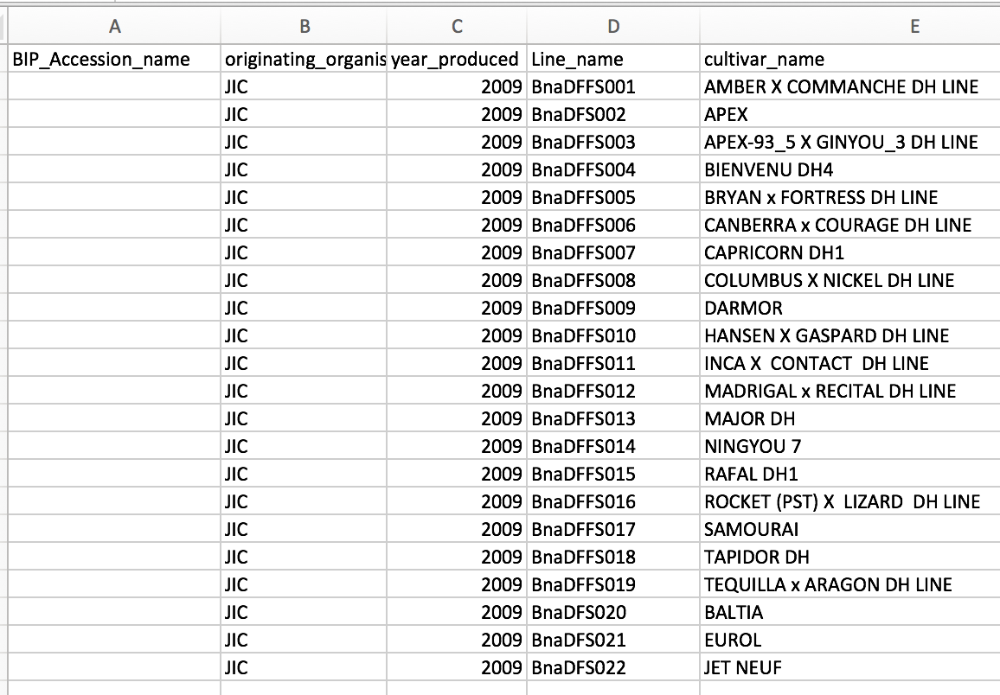 A B C D E
BIP_Accession_name originating_organis year_produced Line_name cultivar_name
JIC 2009 BnaDFFS001 AMBER X COMMANCHE DH LINE
JIC 2009 BnaDFS002 APEX
JIC 2009 BnaDFFS003 APEX-93_5 X GINYOU_3 DH LINE
JIC 2009 BnaDFFS004 BIENVENU DH4
JIC 2009 BnaDFFS005 BRYAN x FORTRESS DH LINE
JIC 2009 BnaDFFS006 CANBERRA x COURAGE DH LINE
JIC 2009 BnaDFFS007 CAPRICORN DH1
JIC 2009 BnaDFFS008 COLUMBUS X NICKEL DH LINE
JIC 2009 BnaDFFS009 DARMOR
JIC 2009 BnaDFFS010 HANSEN X GASPARD DH LINE
JIC 2009 BnaDFFS011 INCA X  CONTACT  DH LINE
JIC 2009 BnaDFFS012 MADRIGAL x RECITAL DH LINE
JIC 2009 BnaDFFS013 MAJOR DH
JIC 2009 BnaDFFS014 NINGYOU 7
JIC 2009 BnaDFFS015 RAFAL DH1
JIC 2009 BnaDFFS016 ROCKET (PST) X  LIZARD  DH LINE
JIC 2009 BnaDFFS017 SAMOURAI
JIC 2009 BnaDFFS018 TAPIDOR DH
JIC 2009 BnaDFFS019 TEQUILLA x ARAGON DH LINE
JIC 2009 BnaDFS020 BALTIA
JIC 2009 BnaDFS021 EUROL
JIC 2009 BnaDFS022 JET NEUF